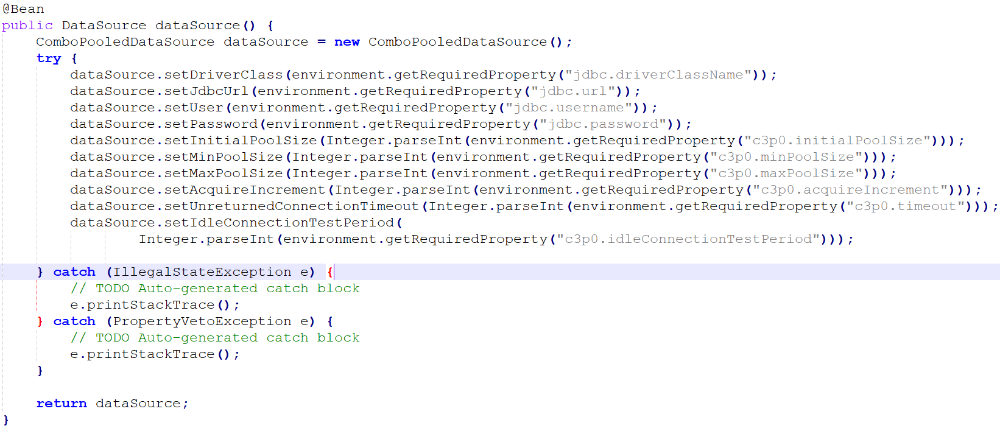 @Bean
public DataSource dataSource() {
ComboPooledDataSource dataSource = new ComboPooledDataSource();
try {
dataSource.setDriverClass(environment.getRequiredProperty("jdbc.driverClassName"));
dataSource.setJdbcUrl(environment.getRequiredProperty("jdbc.url"));
dataSource.setUser(environment.getRequiredProperty("jdbc.username"));
dataSource.setPassword(environment.getRequiredProperty("jdbc.password"));
dataSource.setInitialPoolSize(Integer.parseInt(environment.getRequiredProperty("c3p0.initialPoolSize")));
dataSource.setMinPoolSize(Integer.parseInt(environment.getRequiredProperty("c3p0.minPoolSize")));
dataSource.setMaxPoolSize(Integer.parseInt(environment.getRequiredProperty("c3p0.maxPoolSize")));
dataSource.setAcquireIncrement(Integer.parseInt(environment.getRequiredProperty("c3p0.acquireIncrement")));
dataSource.setUnreturnedConnectionTimeout(Integer.parseInt(environment.getRequiredProperty("c3p0.timeout")));
dataSource.setIdleConnectionTestPeriod(
Integer.parseInt(environment.getRequiredProperty("c3p0.idleConnectionTestPeriod")));
} catch (IllegalStateException e) {
// TODO Auto-generated catch block
e.printStackTrace();
} catch (PropertyVetoException e) {
// TODO Auto-generated catch block
e.printStackTrace();
}
return dataSource;
}